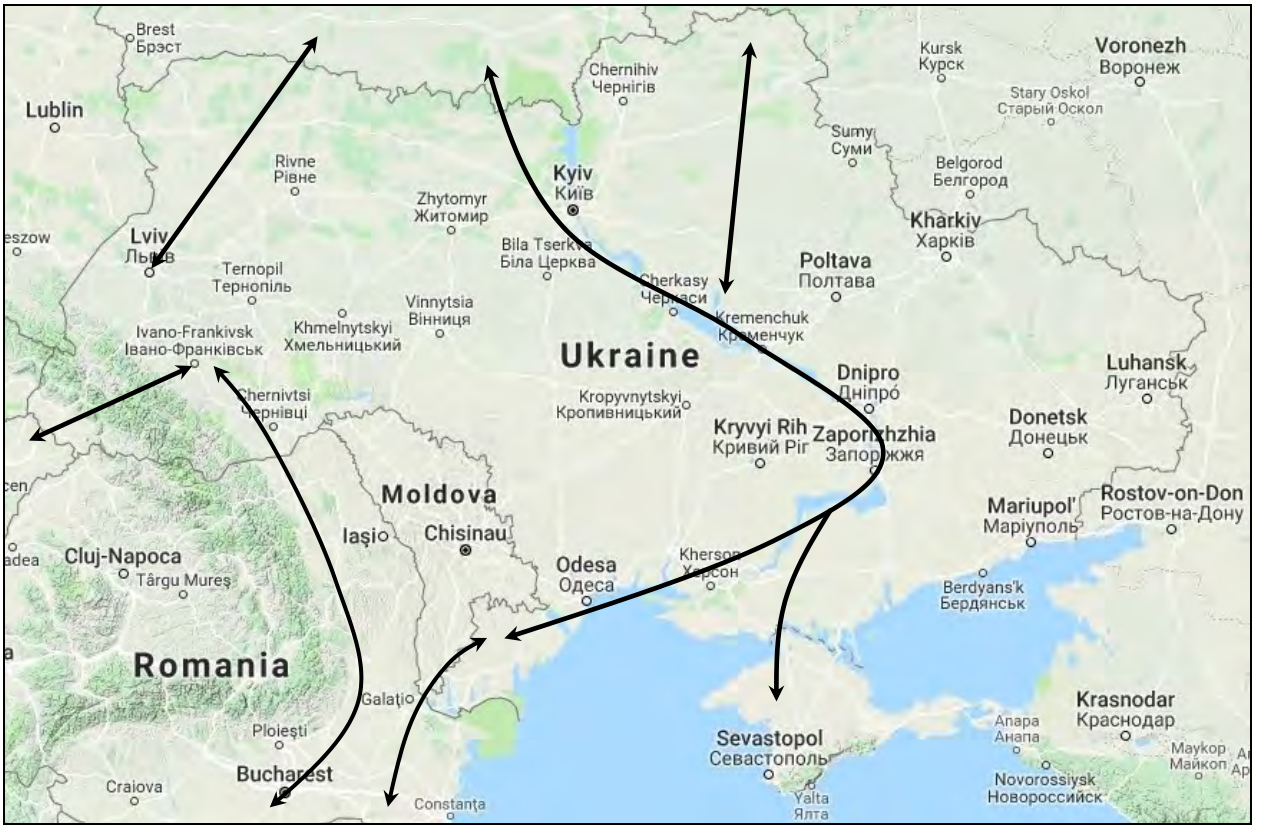 Brest
Брэст
Lublin
Chernihiv
Чернігів
Kursk
Курск
Voronezh
Воронеж
Stary Oskol
Старый Оскол
Sumy
Суми
Belgorod
Белгород
Rivne
Рівне
Kyiv
Київ
Zhytomyr
Житомир
Kharkiv
Харків
eszow
Lviv
Львів
Bila Tserkva
Біла Церква
Ternopil
Тернопіль
Poltava
Полтава
Cherkasy
Черкаси
Vinnytsia
Вінниця
Khmelnytskyi
Хмельницький
Ivano-Frankivsk
Івано-Франківськ
Kremenchuk
Кременчук
Ukraine
Dnipro
Дніпро́
Luhansk
Луганськ
Chernivtsi
Чернівці
Kropyvnytskyi
Кропивницький
Kryvyi Rih
Кривий Ріг
Zaporizhzhia
Запоріжжя
Donetsk
Донецьк
cen
Moldova
Chisinau
Iași
Mariupol'
Маріуполь
Rostov-on-Don
Ростов-на-Дону
adea
Cluj-Napoca
Târgu Mureș
Odesa
Одеса
Kherson
Херсон
Berdyans'k
Бердянськ
a
Romania
Galați
Krasnodar
Краснодар
Ploiești
Bucharest
Craiova
Constanța
Sevastopol
Севастополь
Yalta
Ялта
Anapa
Анапа
Novorossiysk
Новороссийск
Maykop
Майкоп
Ar
Ар